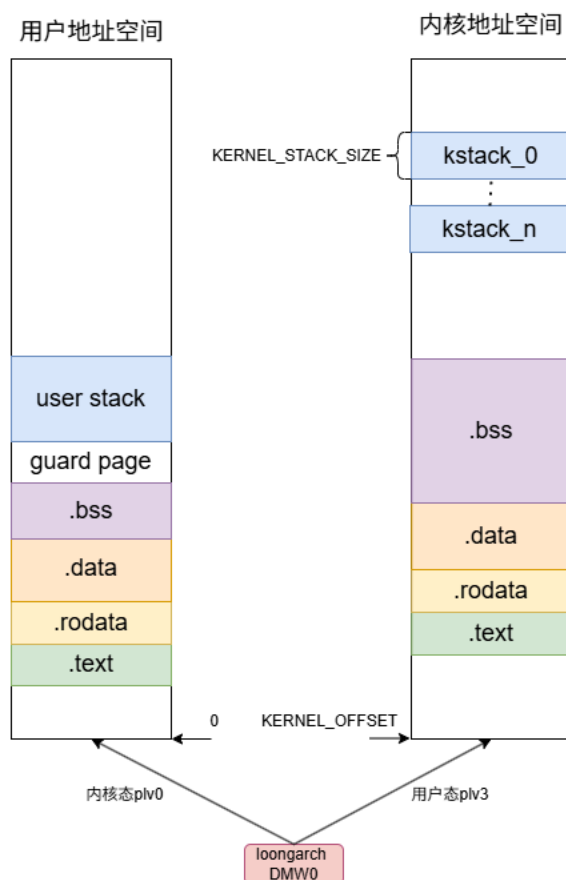 用户地址空间
内核地址空间
KERNEL_STACK_SIZE
kstack_0
kstack_n
user stack
guard page
.bss
.data
.rodata
.text
.bss
.data
.rodata
.text
0
KERNEL_OFFSET
内核态plv0
用户态plv3
loongarch
DMW0